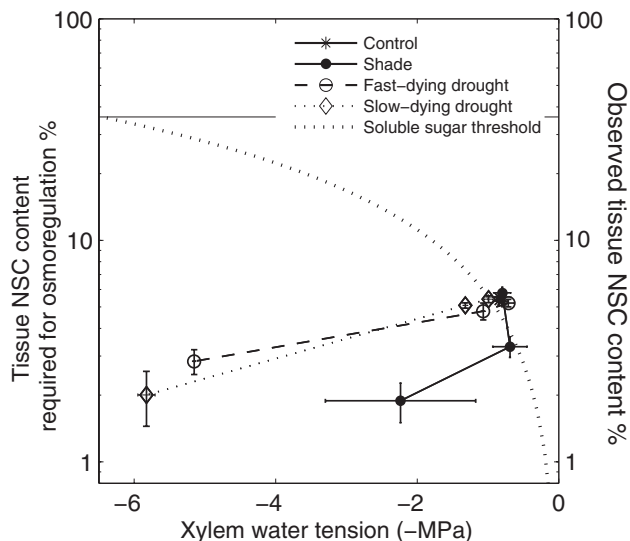 100
10
1
Tissue NSC content
required for osmoregulation %
Control
Shade
Fast−dying drought
Slow−dying drought
Soluble sugar threshold
100
10
1
Observed tissue NSC
content %
−6
−4
−2
0
Xylem water tension (−MPa)